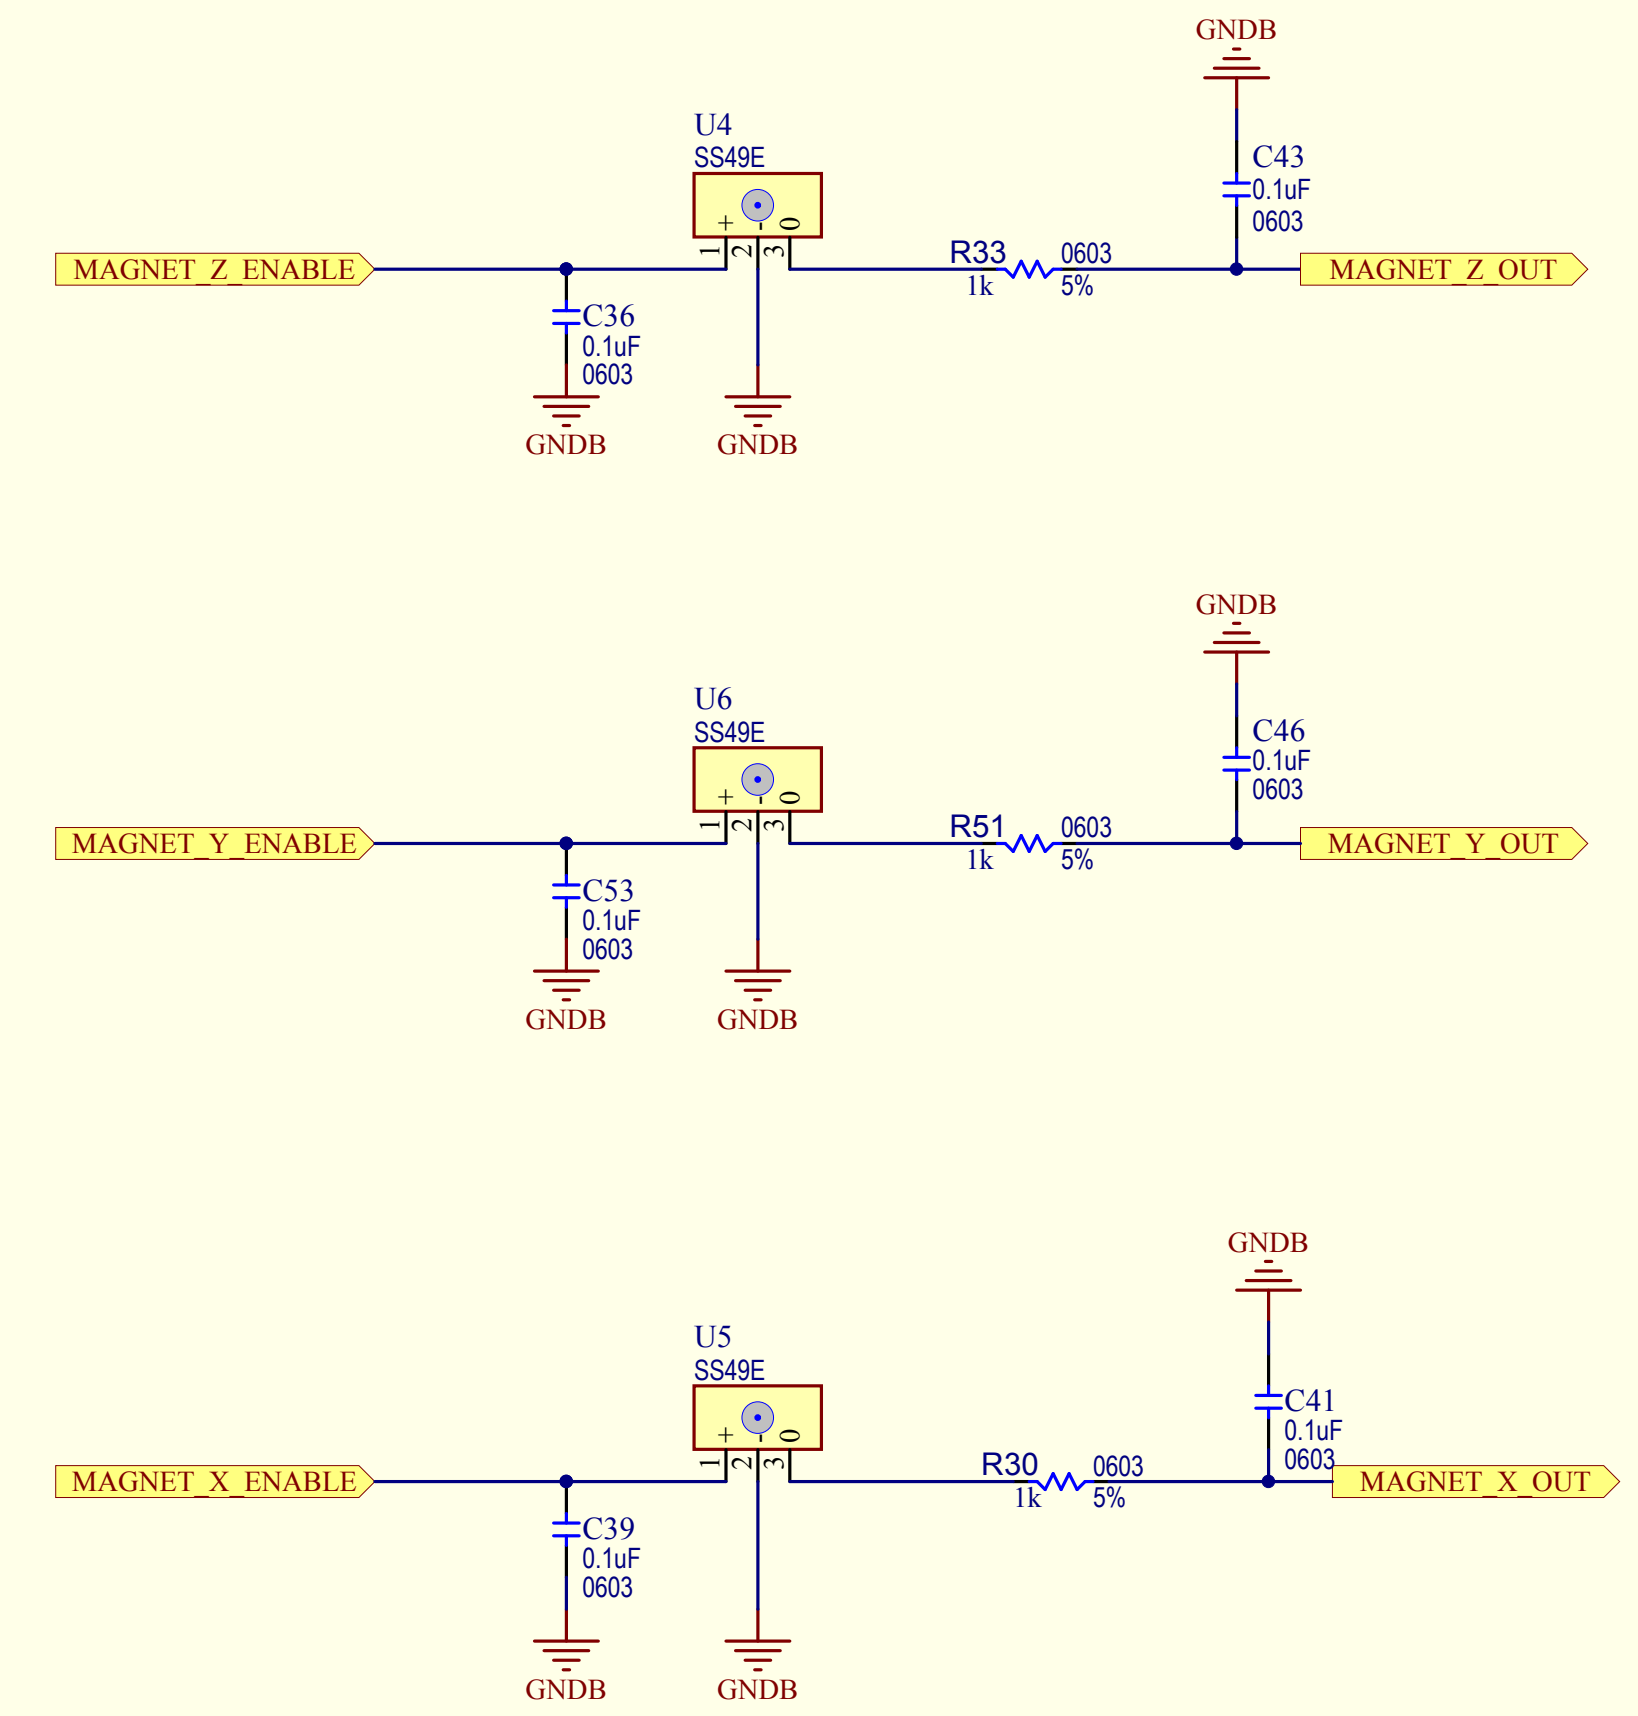 GNDB
U4
SS49E
C43
0.1uF
0603
+
-
0
1
2
3
MAGNET_Z_ENABLE
R33
0603
1k
5%
MAGNET_Z_OUT
C36
0.1uF
0603
GNDB
GNDB
GNDB
U6
SS49E
C46
0.1uF
0603
+
-
0
1
2
3
MAGNET_Y_ENABLE
R51
0603
1k
5%
MAGNET_Y_OUT
C53
0.1uF
0603
GNDB
GNDB
GNDB
U5
SS49E
C41
0.1uF
0603
+
-
0
1
2
3
MAGNET_X_ENABLE
R30
0603
1k
5%
MAGNET_X_OUT
C39
0.1uF
0603
GNDB
GNDB